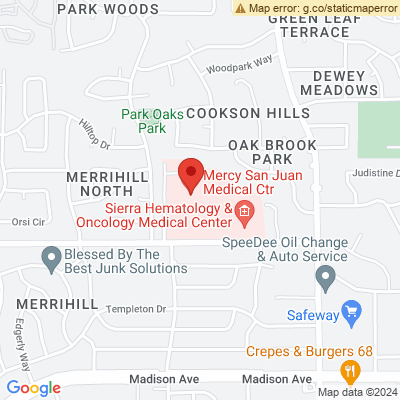 Map error: g.co/staticmaperror
PARK WOODS
GREEN LEAF
TERRACE
Woodpark Way
DEWEY
MEADOWS
Park Oaks
Park
COOKSON HILLS
Hilltop Dr
OAK BROOK
PARK
MERRIHILL
NORTH
Mercy San Juan
Medical Ctr
Judistine Dr
Sierra Hematology &
Oncology Medical Center
Orsi Cir
SpeeDee Oil Change
& Auto Service
Blessed By The
Best Junk Solutions
MERRIHILL
Templeton Dr
Safeway
Edgerly Way
Crepes & Burgers 68
Madison Ave
Madison Ave
Google
Map data ©2024